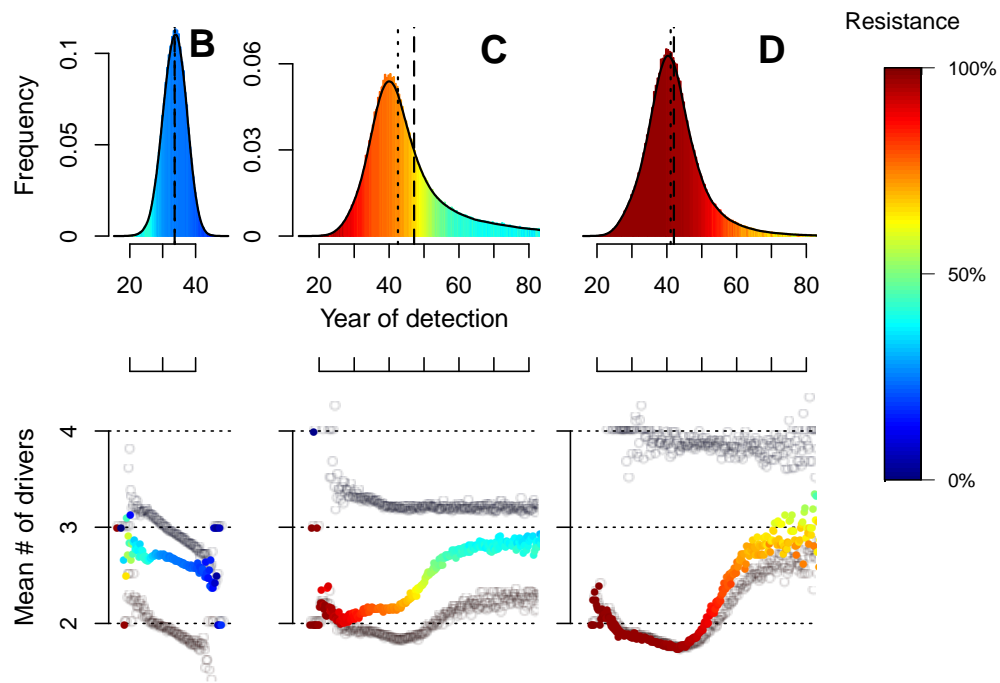 Resistance
B
C
D
Frequency
0
0.05
0.1
0
0.03
0.06
100%
50%
0%
20 40
20 40 60 80
20 40 60 80
Year of detection
Mean # of drivers
4
3
2